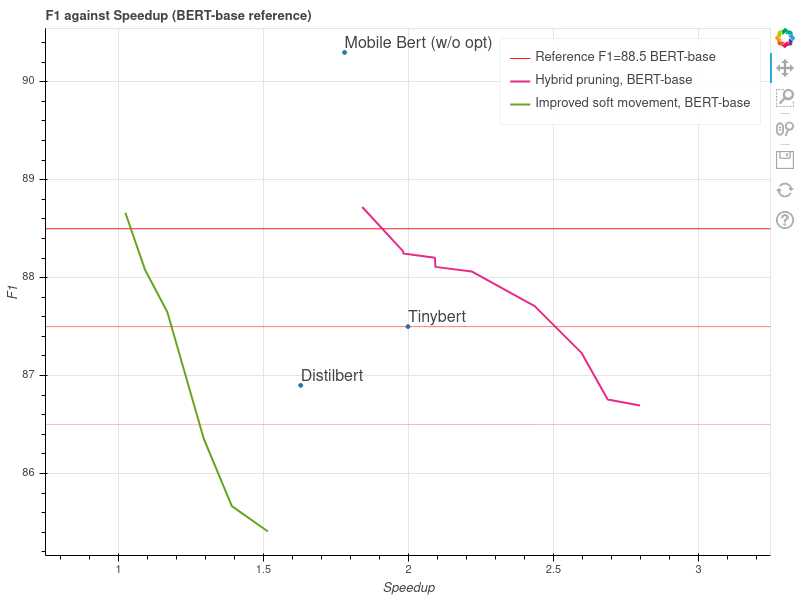 F1 against Speedup (BERT-base reference)
Mobile Bert (w/o opt)
Reference F1=88.5 BERT-base
Hybrid pruning, BERT-base
Improved soft movement, BERT-base
90
89
88
Tinybert
87
Distilbert
86
F1
1
1.5
2
2.5
3
Speedup